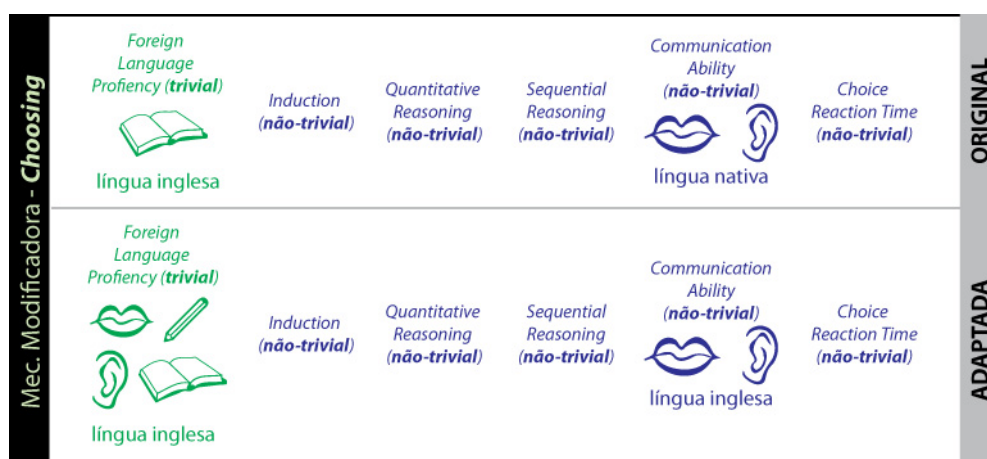 Mec. Modificadora - Choosing
Foreign
Language
Profiency (trivial)
língua inglesa
Induction
(não-trivial)
Quantitative
Reasoning
(não-trivial)
Sequential
Reasoning
(não-trivial)
Communication
Ability
(não-trivial)
língua nativa
Choice
Reaction Time
(não-trivial)
ORIGINAL
Foreign
Language
Profiency (trivial)
língua inglesa
Induction
(não-trivial)
Quantitative
Reasoning
(não-trivial)
Sequential
Reasoning
(não-trivial)
Communication
Ability
(não-trivial)
língua inglesa
Choice
Reaction Time
(não-trivial)
ADAPTADA